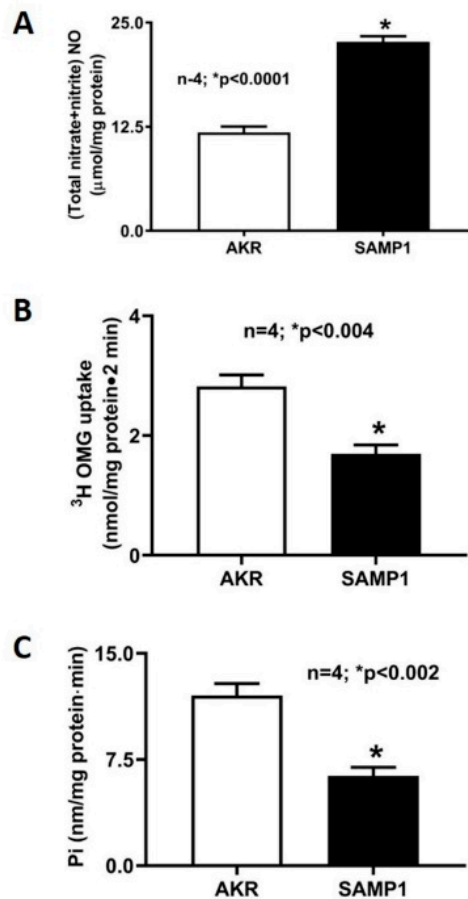 A
(Total nitrate+nitrite) NO
(μmol/mg protein)
25.0
12.5
0.0
n-4; *p<0.0001
*
AKR
SAMP1
B
³H OMG uptake
(nmol/mg protein•2 min)
4
2
0
n=4; *p<0.004
*
AKR
SAMP1
C
Pi (nm/mg protein·min)
15.0
7.5
0.0
n=4; *p<0.002
*
AKR
SAMP1